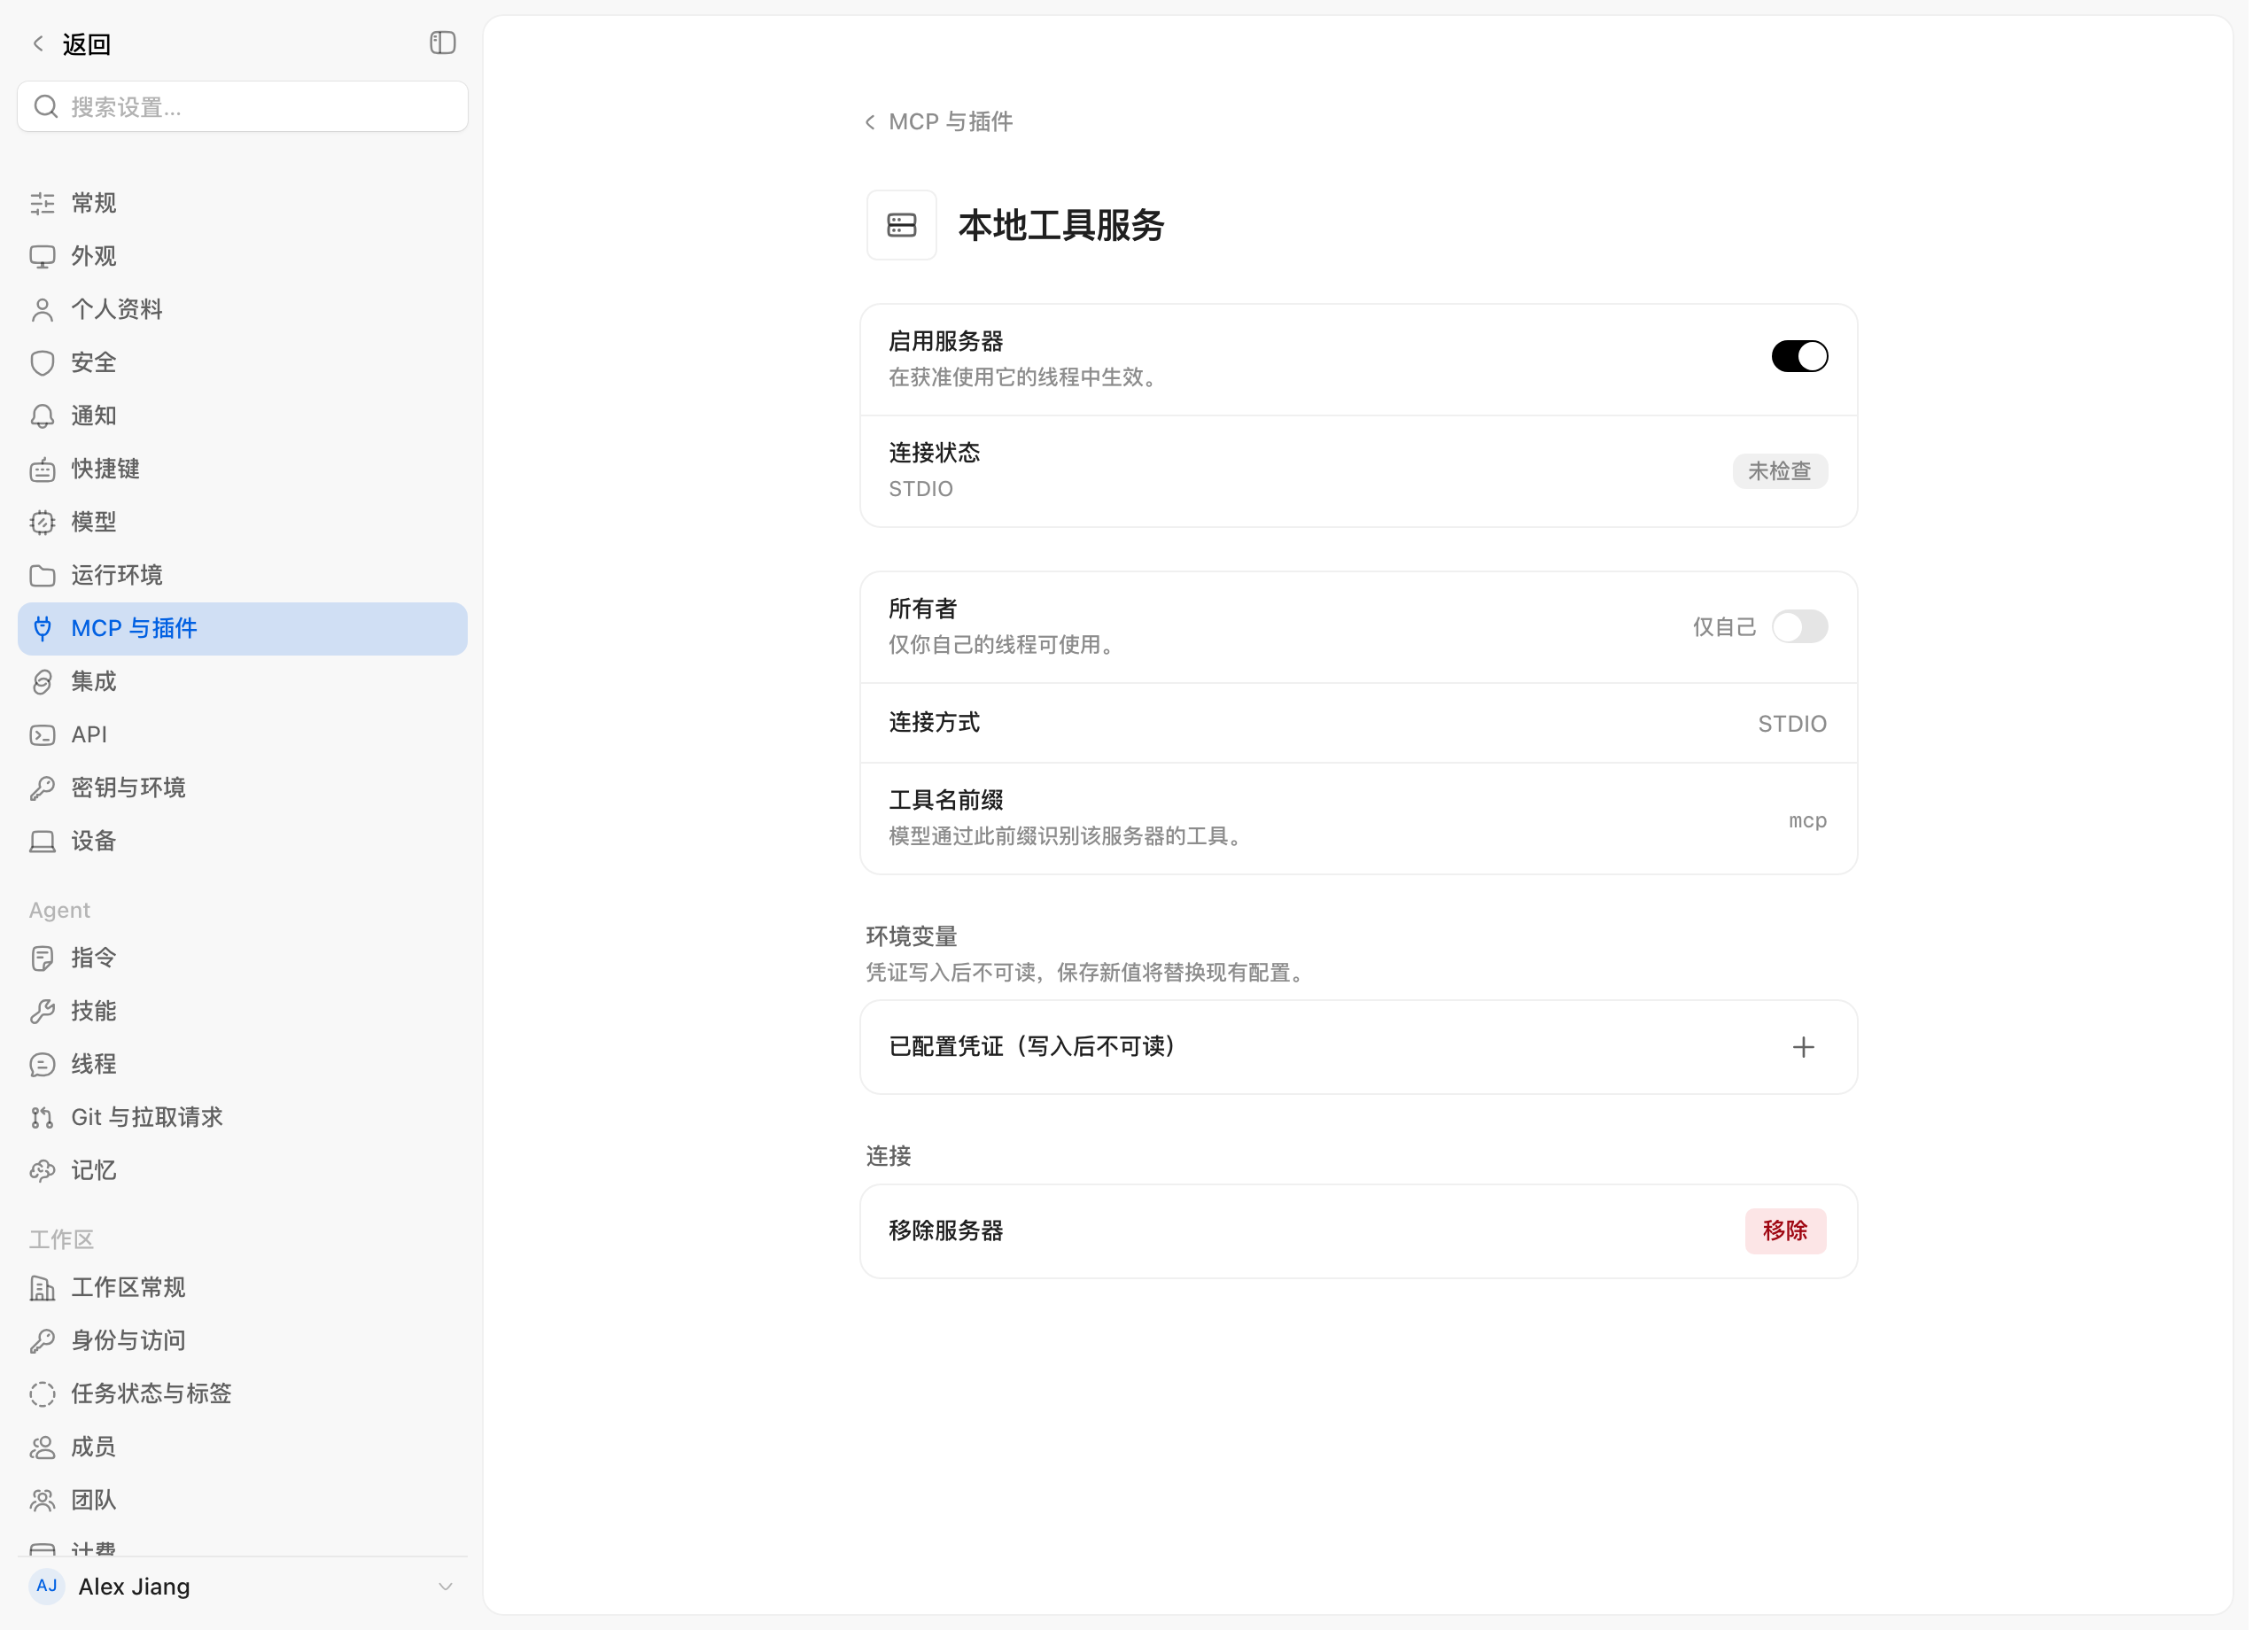 返回
搜索设置...
常规
外观
个人资料
安全
通知
快捷键
模型
运行环境
MCP 与插件
集成
API
密钥与环境
设备
Agent
指令
技能
线程
Git 与拉取请求
记忆
工作区
工作区常规
身份与访问
任务状态与标签
成员
团队
计费
AJ Alex Jiang
MCP 与插件
本地工具服务
启用服务器
在获准使用它的线程中生效。
连接状态
STDIO
未检查
所有者
仅你自己的线程可使用。
仅自己
连接方式
STDIO
工具名前缀
模型通过此前缀识别该服务器的工具。
mcp
环境变量
凭证写入后不可读，保存新值将替换现有配置。
已配置凭证（写入后不可读）
连接
移除服务器
移除